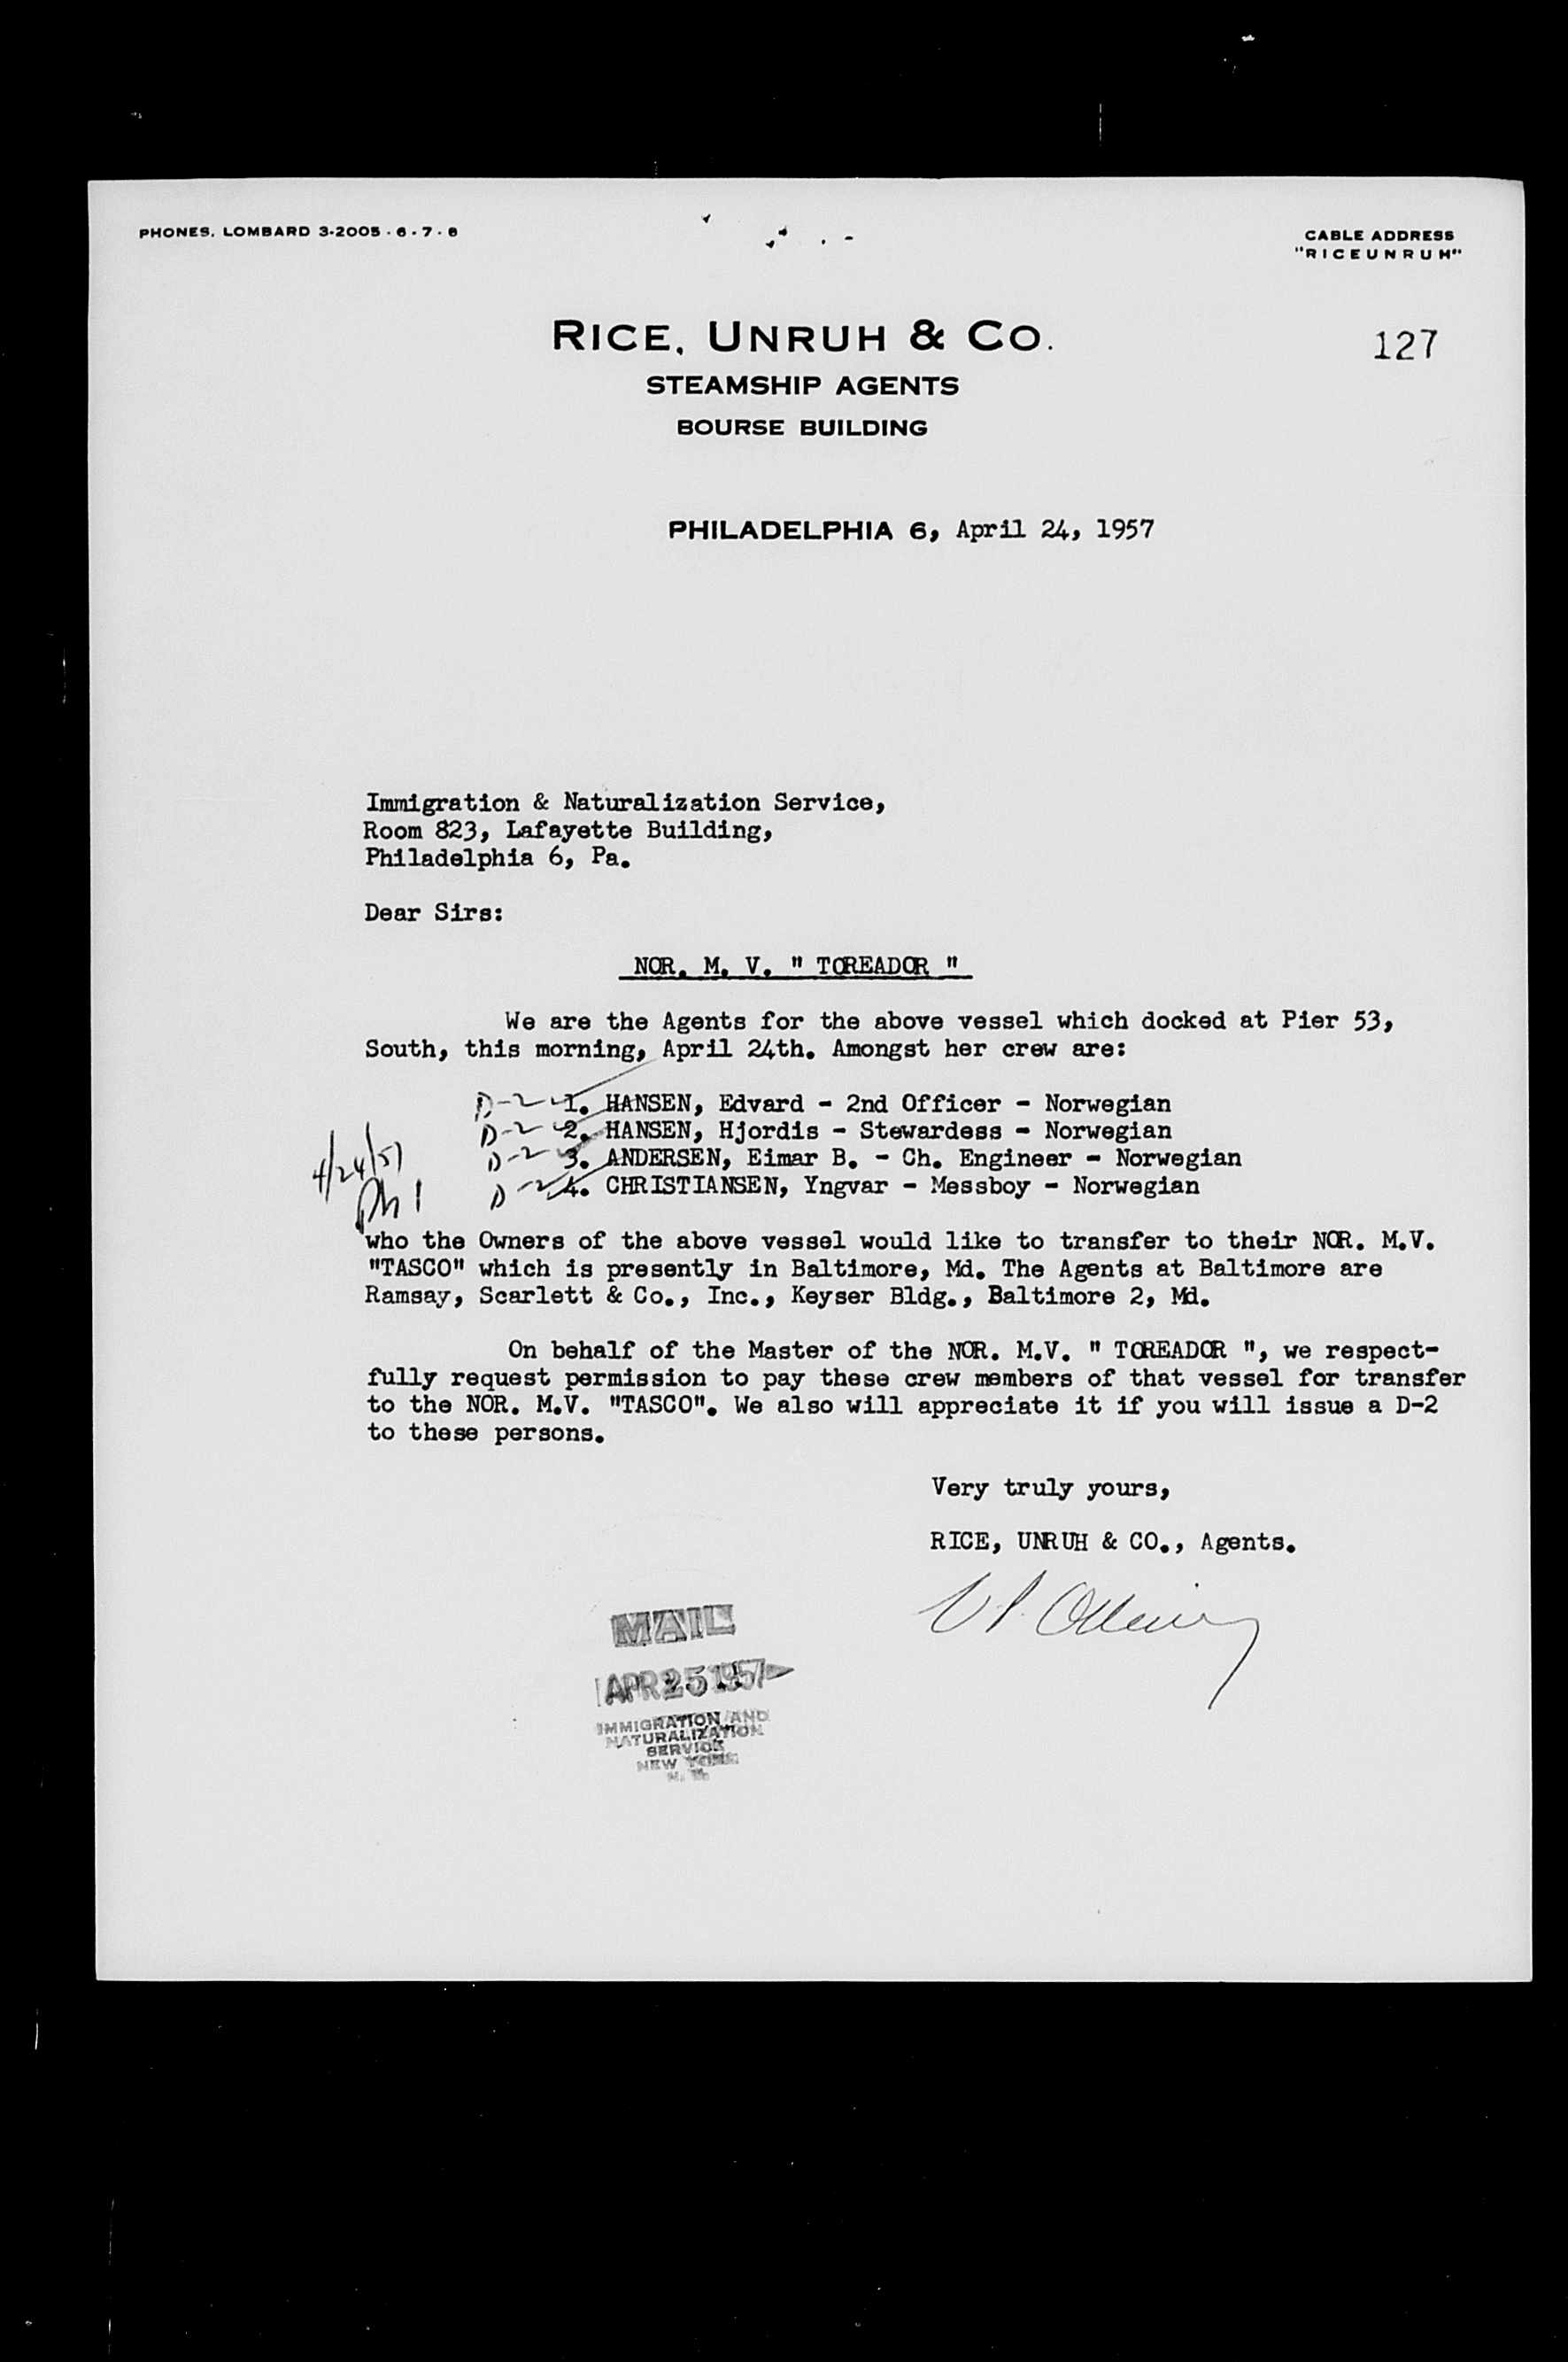 PHONES, LOMBARD 3-2005 - 6 - 7 - 8
CABLE ADDRESS
"RICEUNRUH"
RICE, UNRUH & CO.
127
STEAMSHIP AGENTS
BOURSE BUILDING
PHILADELPHIA 6, April 24, 1957
Immigration & Naturalization Service,
Room 823, Lafayette Building,
Philadelphia 6, Pa.
Dear Sirs:
NOR. M. V. " TOREADOR "
We are the Agents for the above vessel which docked at Pier 53,
South, this morning, April 24th. Amongst her crew are:
D-2 1. HANSEN, Edvard - 2nd Officer - Norwegian
D-2 2. HANSEN, Hjordis - Stewardess - Norwegian
D-2 3. ANDERSEN, Eimar B. - Ch. Engineer - Norwegian
D-2 4. CHRISTIANSEN, Yngvar - Messboy - Norwegian
4/24/57
who the Owners of the above vessel would like to transfer to their NOR. M.V.
"TASCO" which is presently in Baltimore, Md. The Agents at Baltimore are
Ramsay, Scarlett & Co., Inc., Keyser Bldg., Baltimore 2, Md.
On behalf of the Master of the NOR. M.V. " TOREADOR ", we respect-
fully request permission to pay these crew members of that vessel for transfer
to the NOR. M.V. "TASCO". We also will appreciate it if you will issue a D-2
to these persons.
Very truly yours,
RICE, UNRUH & CO., Agents.
MAIL
APR 25 1957
IMMIGRATION AND
NATURALIZATION
SERVICE
NEW YORK
N. Y.